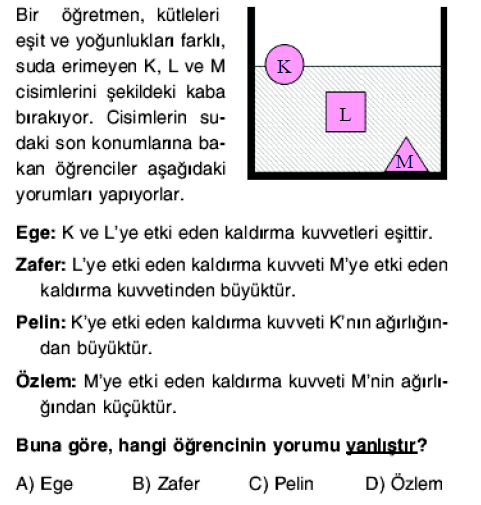 Bir öğretmen, kütleleri
eşit ve yoğunlukları farklı,
suda erimeyen K, L ve M
cisimlerini şekildeki kaba
bırakıyor. Cisimlerin su-
daki son konumlarına ba-
kan öğrenciler aşağıdaki
yorumları yapıyorlar.
K
L
M
Ege: K ve L'ye etki eden kaldırma kuvvetleri eşittir.
Zafer: L'ye etki eden kaldırma kuvveti M'ye etki eden
kaldırma kuvvetinden büyüktür.
Pelin: K'ye etki eden kaldırma kuvveti K'nın ağırlığın-
dan büyüktür.
Özlem: M'ye etki eden kaldırma kuvveti M'nin ağırlı-
ğından küçüktür.
Buna göre, hangi öğrencinin yorumu yanlıştır?
A) Ege B) Zafer C) Pelin D) Özlem